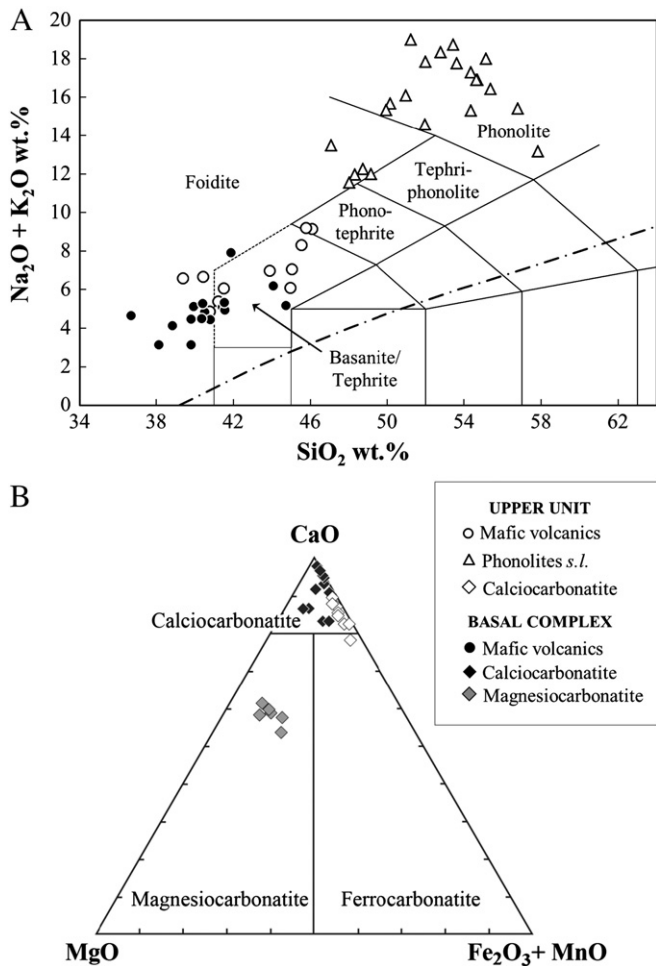 A
20
18
16
14
12
10
8
6
4
2
0
Na₂O + K₂O wt.%
Foidite
Phonolite
Tephri-
phonolite
Phono-
tephrite
Basanite/
Tephrite
34 38 42 46 50 54 58 62
SiO₂ wt.%
B
CaO
Calciocarbonatite
Magnesiocarbonatite
Ferrocarbonatite
MgO
Fe₂O₃+ MnO
UPPER UNIT
Mafic volcanics
Phonolites s.l.
Calciocarbonatite
BASAL COMPLEX
Mafic volcanics
Calciocarbonatite
Magnesiocarbonatite